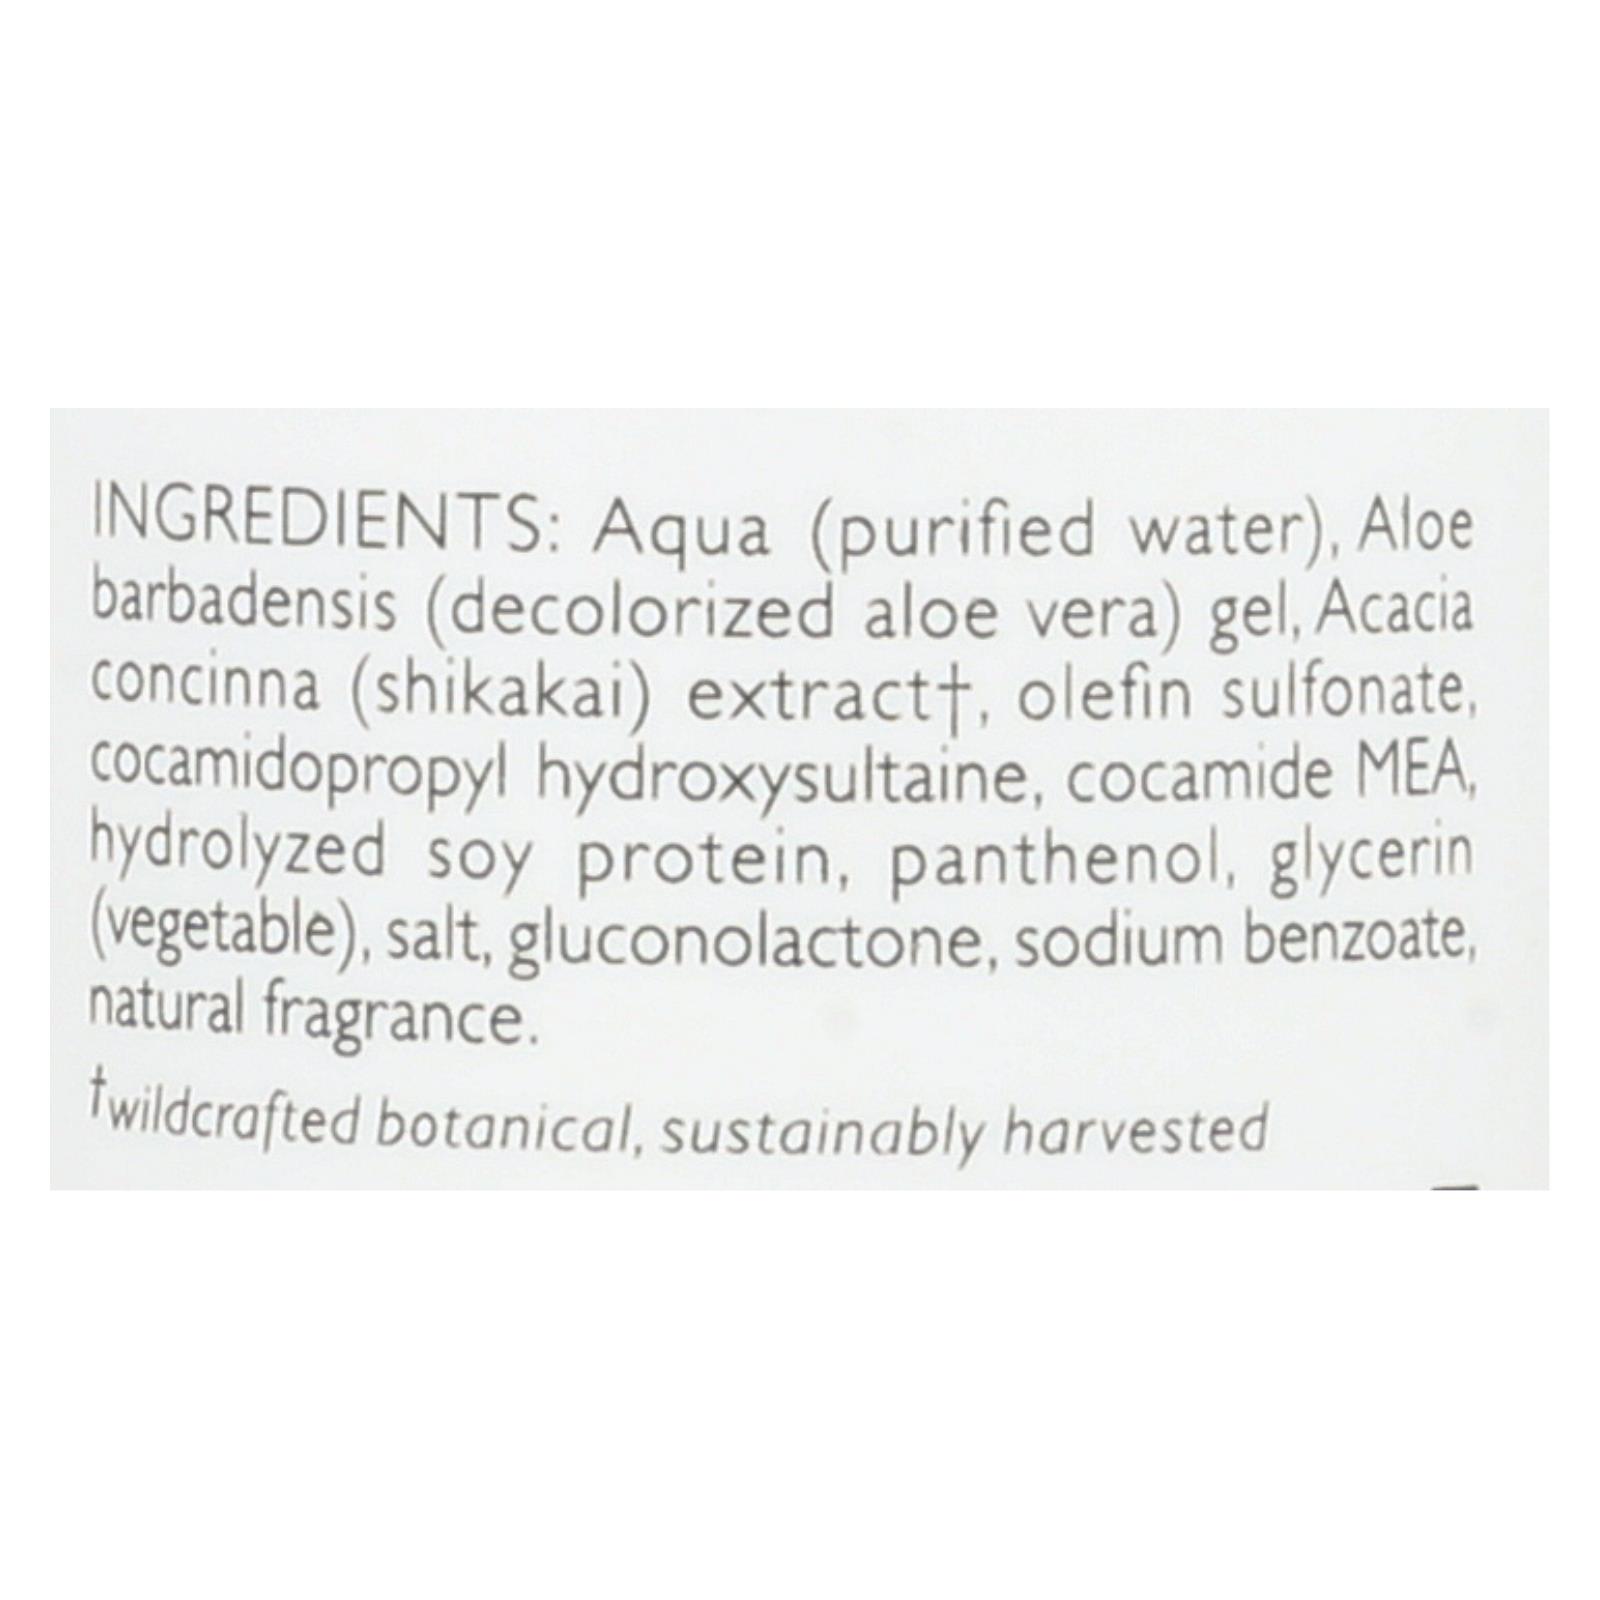 INGREDIENTS: Aqua (purified water), Aloe
barbadensis (decolorized aloe vera) gel, Acacia
concinna (shikakai) extract†, olefin sulfonate,
cocamidopropyl hydroxysultaine, cocamide MEA,
hydrolyzed soy protein, panthenol, glycerin
(vegetable), salt, gluconolactone, sodium benzoate,
natural fragrance.
†wildcrafted botanical, sustainably harvested